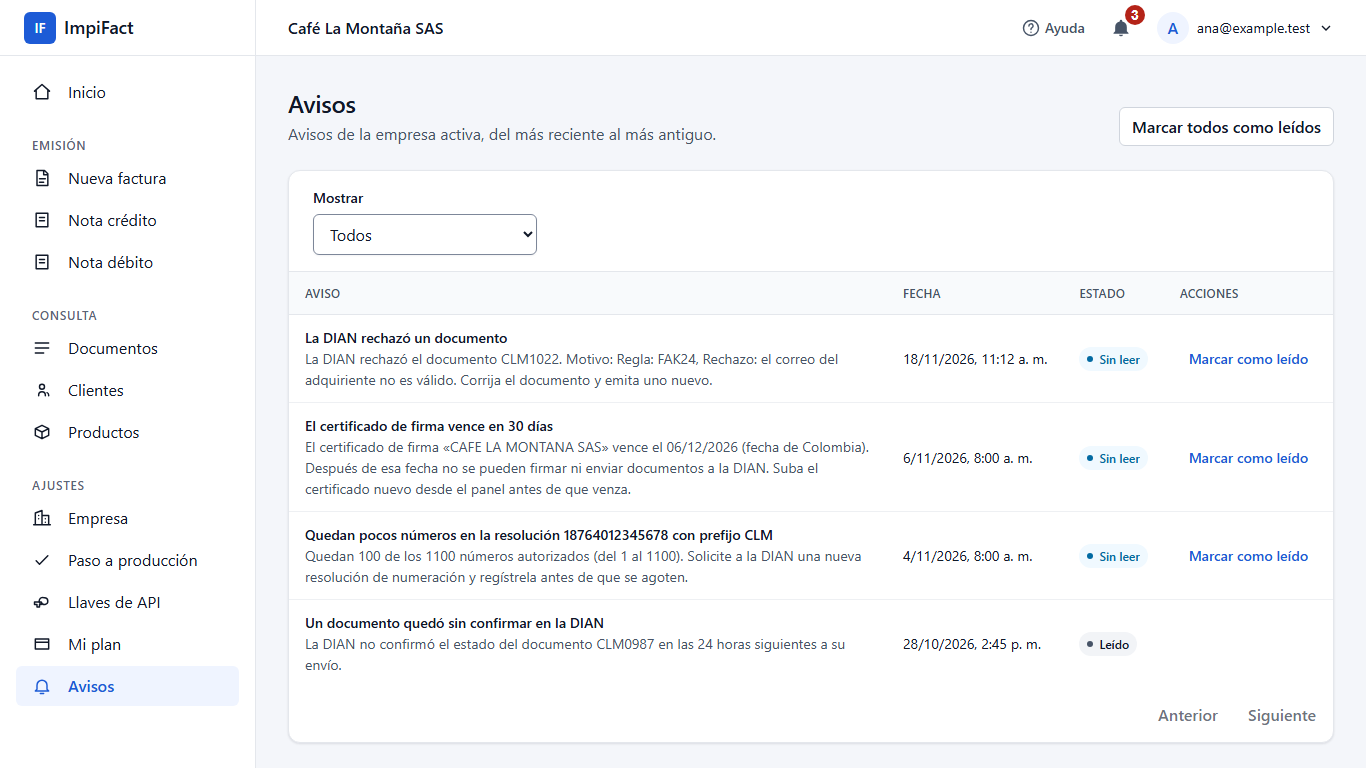 IF ImpiFact
Café La Montaña SAS
Ayuda
3
A
ana@example.test
Inicio
EMISIÓN
Nueva factura
Nota crédito
Nota débito
CONSULTA
Documentos
Clientes
Productos
AJUSTES
Empresa
Paso a producción
Llaves de API
Mi plan
Avisos
Avisos
Avisos de la empresa activa, del más reciente al más antiguo.
Marcar todos como leídos
Mostrar
Todos
AVISO FECHA ESTADO ACCIONES
La DIAN rechazó un documento
La DIAN rechazó el documento CLM1022. Motivo: Regla: FAK24, Rechazo: el correo del
adquiriente no es válido. Corrija el documento y emita uno nuevo.
18/11/2026, 11:12 a. m. Sin leer Marcar como leído
El certificado de firma vence en 30 días
El certificado de firma «CAFE LA MONTANA SAS» vence el 06/12/2026 (fecha de Colombia).
Después de esa fecha no se pueden firmar ni enviar documentos a la DIAN. Suba el
certificado nuevo desde el panel antes de que venza.
6/11/2026, 8:00 a. m. Sin leer Marcar como leído
Quedan pocos números en la resolución 18764012345678 con prefijo CLM
Quedan 100 de los 1100 números autorizados (del 1 al 1100). Solicite a la DIAN una nueva
resolución de numeración y regístrela antes de que se agoten.
4/11/2026, 8:00 a. m. Sin leer Marcar como leído
Un documento quedó sin confirmar en la DIAN
La DIAN no confirmó el estado del documento CLM0987 en las 24 horas siguientes a su
envío.
28/10/2026, 2:45 p. m. Leído
Anterior Siguiente